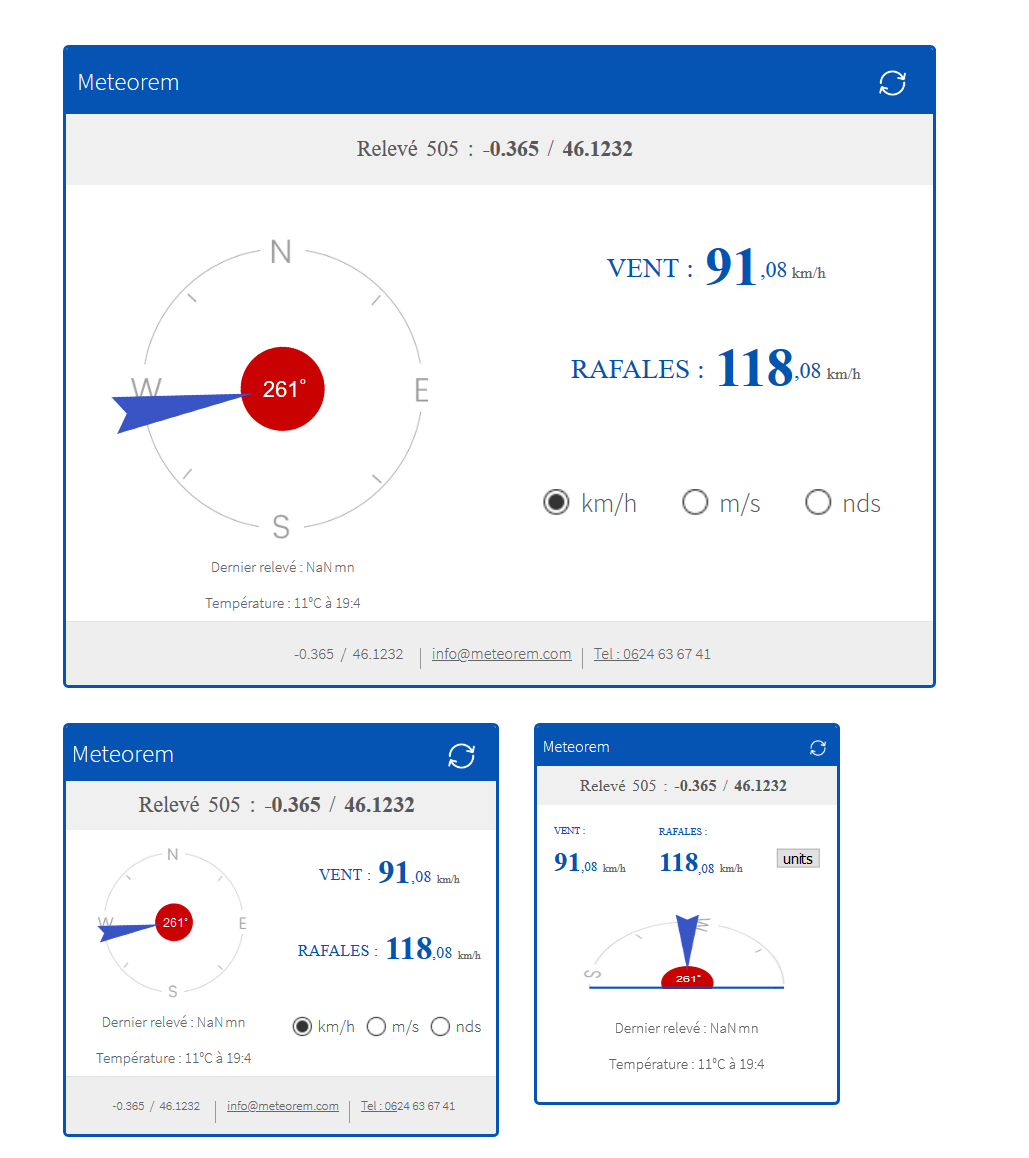 Meteorem
Relevé 505 : -0.365 / 46.1232
N
VENT : 91,08 km/h
RAFALES : 118,08 km/h
W
261°
E
km/h m/s nds
S
Dernier relevé : NaN mn
Température : 11°C à 19:4
-0.365 / 46.1232 | info@meteorem.com | Tel : 0624 63 67 41
Meteorem
Relevé 505 : -0.365 / 46.1232
N
VENT : 91,08 km/h
W
261°
E
RAFALES : 118,08 km/h
S
Dernier relevé : NaN mn
km/h m/s nds
Température : 11°C à 19:4
-0.365 / 46.1232 | info@meteorem.com | Tel : 0624 63 67 41
Meteorem
Relevé 505 : -0.365 / 46.1232
VENT : RAFALES :
91,08 km/h 118,08 km/h units
W
S
261°
Dernier relevé : NaN mn
Température : 11°C à 19:4